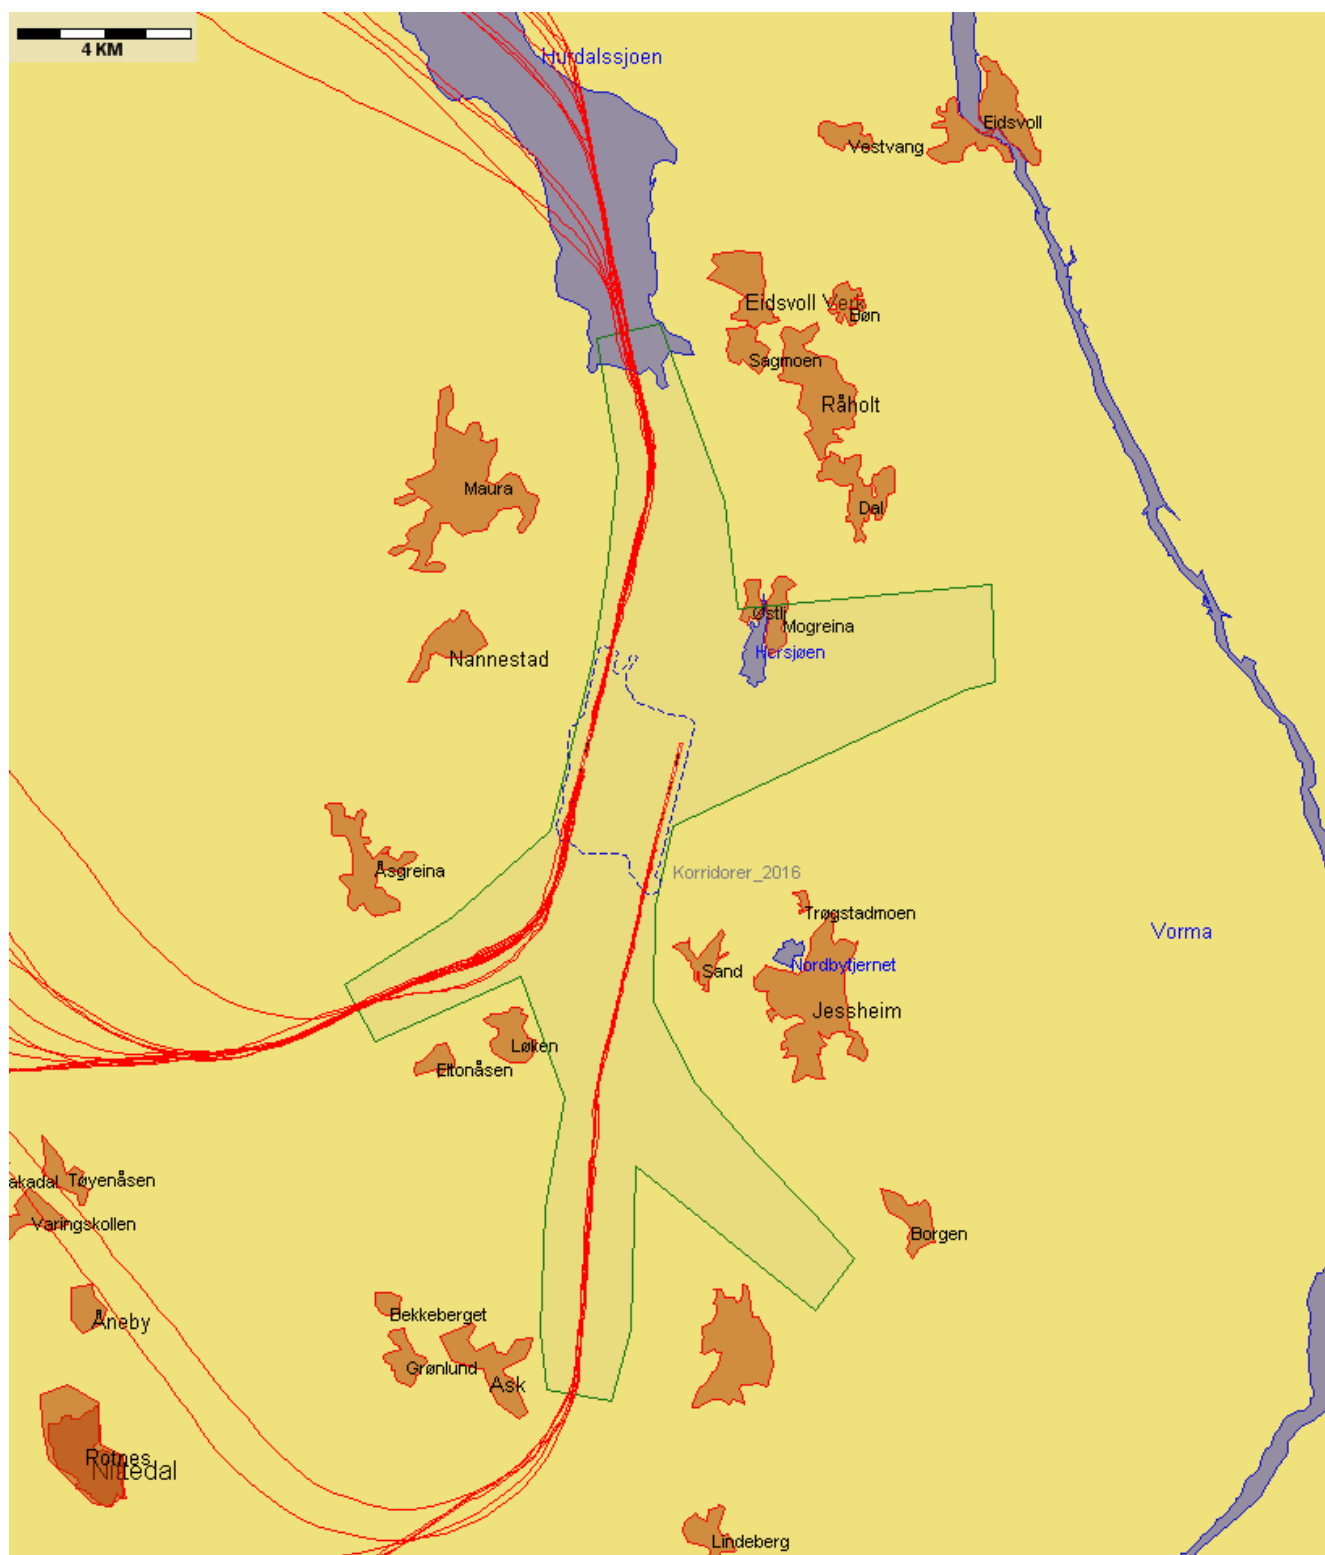 4 KM
Hurdalssjoen
Eidsvoll
Vestvang
Eidsvoll Verk
Bøn
Sagmoen
Råholt
Maura
Dal
Østli
Mogreina
Hersjøen
Nannestad
Åsgreina
Korridorer_2016
Trøgstadmoen
Vorma
Sand
Nordbytjernet
Jessheim
Løken
Eltonåsen
akadal
Tøyenåsen
Varingskollen
Borgen
Bekkeberget
Åneby
Grønlund
Ask
Rotnes
Nittedal
Lindeberg